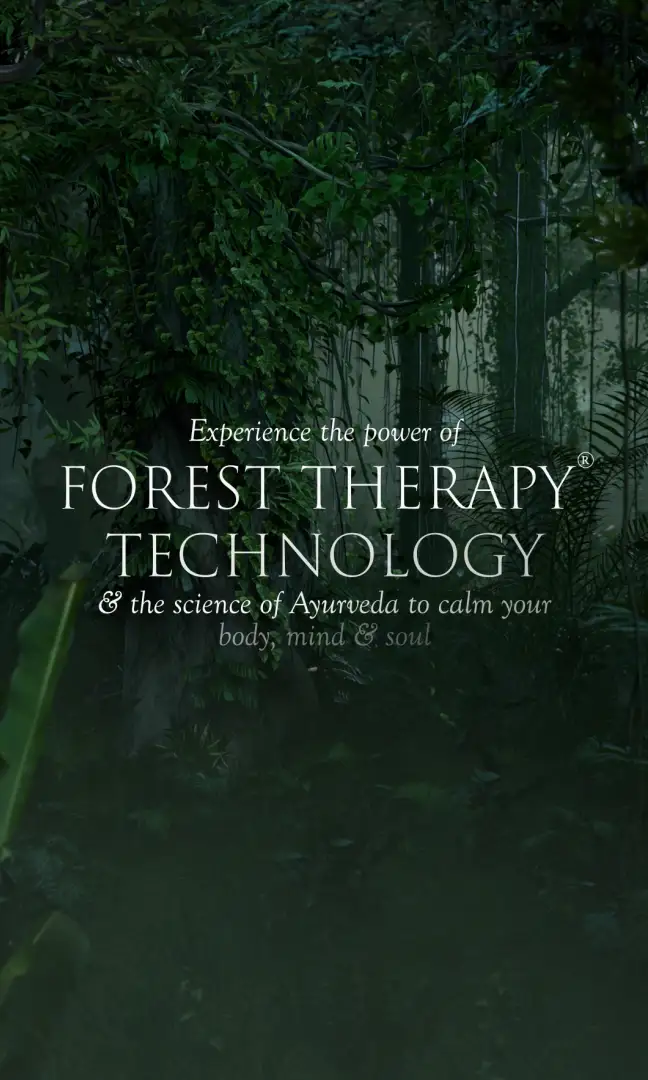 Experience the power of
FOREST THERAPY®
TECHNOLOGY
& the science of Ayurveda to calm your
body, mind & soul